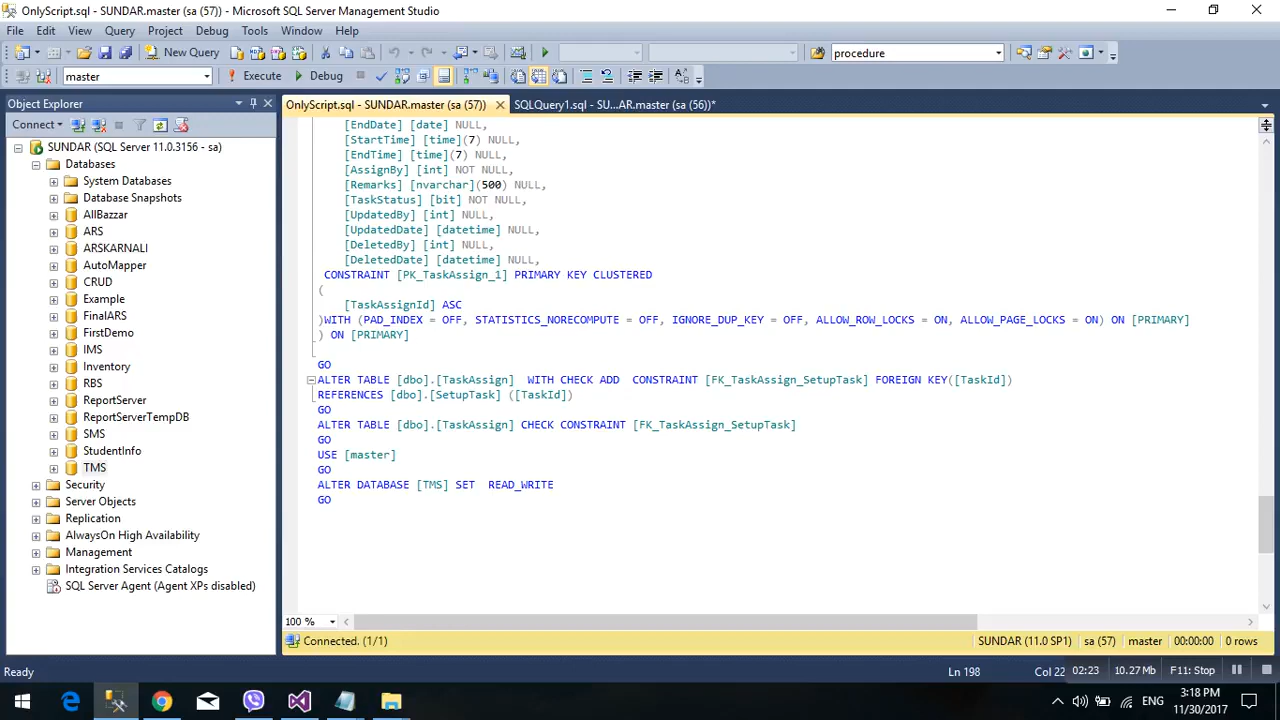 OnlyScript.sql - SUNDAR.master (sa (57)) - Microsoft SQL Server Management Studio
File Edit View Query Project Debug Tools Window Help
New Query procedure
master Execute Debug
Object Explorer
OnlyScript.sql - SUNDAR.master (sa (57)) SQLQuery1.sql - SU...AR.master (sa (56))*
Connect
SUNDAR (SQL Server 11.0.3156 - sa)
Databases
System Databases
Database Snapshots
AllBazzar
ARS
ARSKARNALI
AutoMapper
CRUD
Example
FinalARS
FirstDemo
IMS
Inventory
RBS
ReportServer
ReportServerTempDB
SMS
StudentInfo
TMS
Security
Server Objects
Replication
AlwaysOn High Availability
Management
Integration Services Catalogs
SQL Server Agent (Agent XPs disabled)
[EndDate] [date] NULL,
[StartTime] [time](7) NULL,
[EndTime] [time](7) NULL,
[AssignBy] [int] NOT NULL,
[Remarks] [nvarchar](500) NULL,
[TaskStatus] [bit] NOT NULL,
[UpdatedBy] [int] NULL,
[UpdatedDate] [datetime] NULL,
[DeletedBy] [int] NULL,
[DeletedDate] [datetime] NULL,
CONSTRAINT [PK_TaskAssign_1] PRIMARY KEY CLUSTERED
(
[TaskAssignId] ASC
)WITH (PAD_INDEX = OFF, STATISTICS_NORECOMPUTE = OFF, IGNORE_DUP_KEY = OFF, ALLOW_ROW_LOCKS = ON, ALLOW_PAGE_LOCKS = ON) ON [PRIMARY]
) ON [PRIMARY]
GO
ALTER TABLE [dbo].[TaskAssign]  WITH CHECK ADD  CONSTRAINT [FK_TaskAssign_SetupTask] FOREIGN KEY([TaskId])
REFERENCES [dbo].[SetupTask] ([TaskId])
GO
ALTER TABLE [dbo].[TaskAssign] CHECK CONSTRAINT [FK_TaskAssign_SetupTask]
GO
USE [master]
GO
ALTER DATABASE [TMS] SET  READ_WRITE
GO
100 %
Connected. (1/1) SUNDAR (11.0 SP1) sa (57) master 00:00:00 0 rows
Ready Ln 198 Col 22 02:23 10.27 Mb F11: Stop
ENG 3:18 PM
11/30/2017